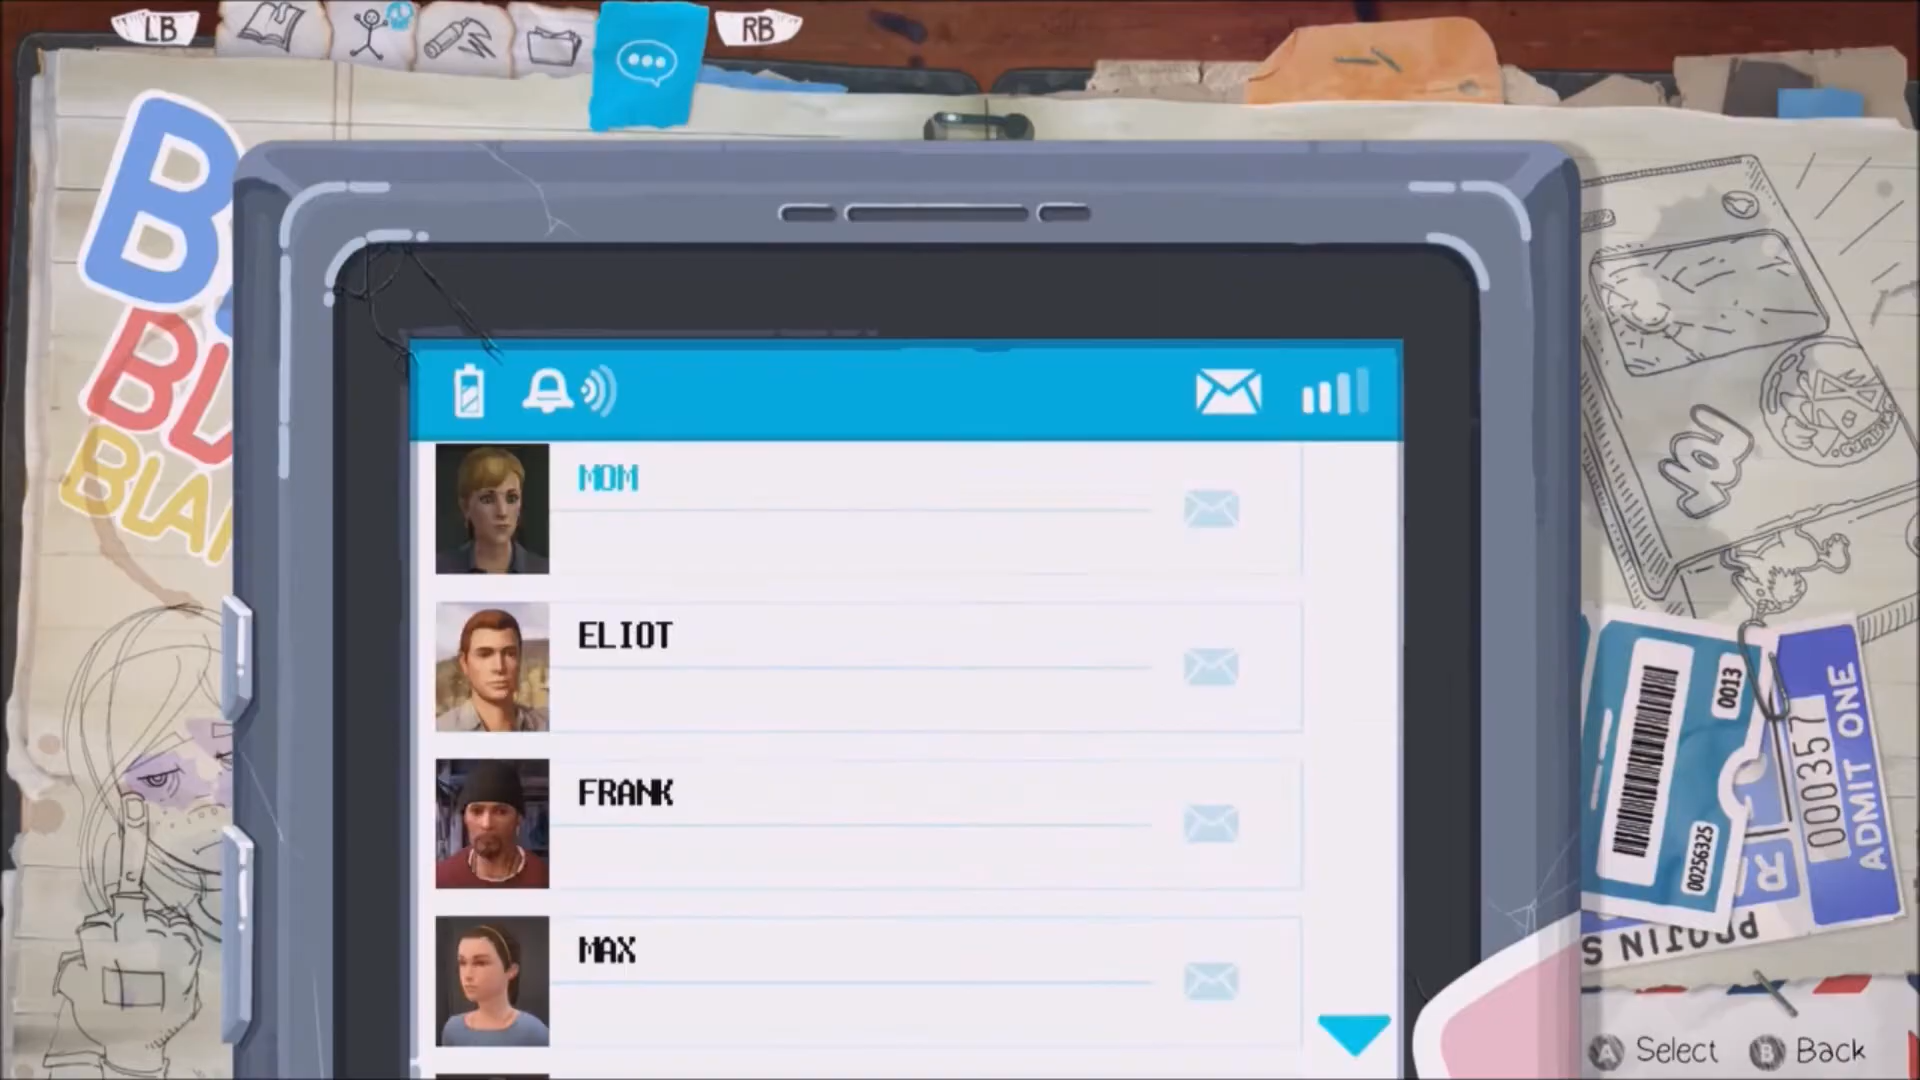 LB
RB
MOM
ELIOT
FRANK
MAX
0013
00256325
000357
ADMIT ONE
Select
Back